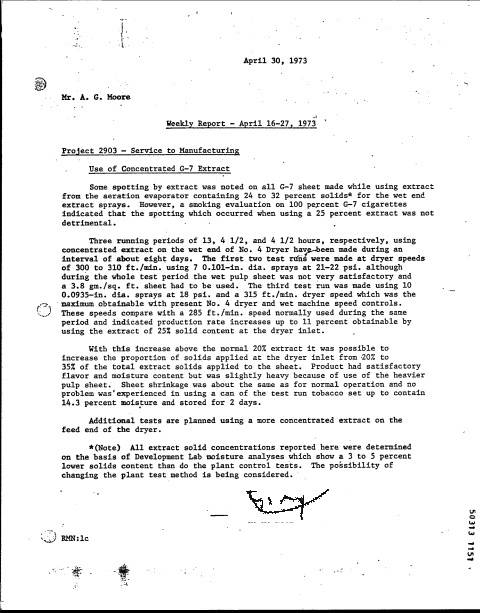 April 30, 1973
Mr. A. G. Moore
Weekly Report - April 16-27, 1973
Project 2903 - Service to Manufacturing
Use of Concentrated G-7 Extract
Some spotting by extract was noted on all G-7 sheet made while using extract
from the aeration evaporator containing 24 to 32 percent solids* for the wet end
extract sprays. However, a smoking evaluation on 100 percent G-7 cigarettes
indicated that the spotting which occurred when using a 25 percent extract was not
detrimental.
Three running periods of 13, 4 1/2, and 4 1/2 hours, respectively, using
concentrated extract on the wet end of No. 4 Dryer have been made during an
interval of about eight days. The first two test runs were made at dryer speeds
of 300 to 310 ft./min. using 7 0.101-in. dia. sprays at 21-22 psi. although
during the whole test period the wet pulp sheet was not very satisfactory and
a 3.8 gm./sq. ft. sheet had to be used. The third test run was made using 10
0.0935-in. dia. sprays at 18 psi. and a 315 ft./min. dryer speed which was the
maximum obtainable with present No. 4 dryer and wet machine speed controls.
These speeds compare with a 285 ft./min. speed normally used during the same
period and indicated production rate increases up to 11 percent obtainable by
using the extract of 25% solid content at the dryer inlet.
With this increase above the normal 20% extract it was possible to
increase the proportion of solids applied at the dryer inlet from 20% to
35% of the total extract solids applied to the sheet. Product had satisfactory
flavor and moisture content but was slightly heavy because of use of the heavier
pulp sheet. Sheet shrinkage was about the same as for normal operation and no
problem was experienced in using a can of the test run tobacco set up to contain
14.3 percent moisture and stored for 2 days.
Additional tests are planned using a more concentrated extract on the
feed end of the dryer.
*(Note) All extract solid concentrations reported here were determined
on the basis of Development Lab moisture analyses which show a 3 to 5 percent
lower solids content than do the plant control tests. The possibility of
changing the plant test method is being considered.
RMN:lc
50313 1151